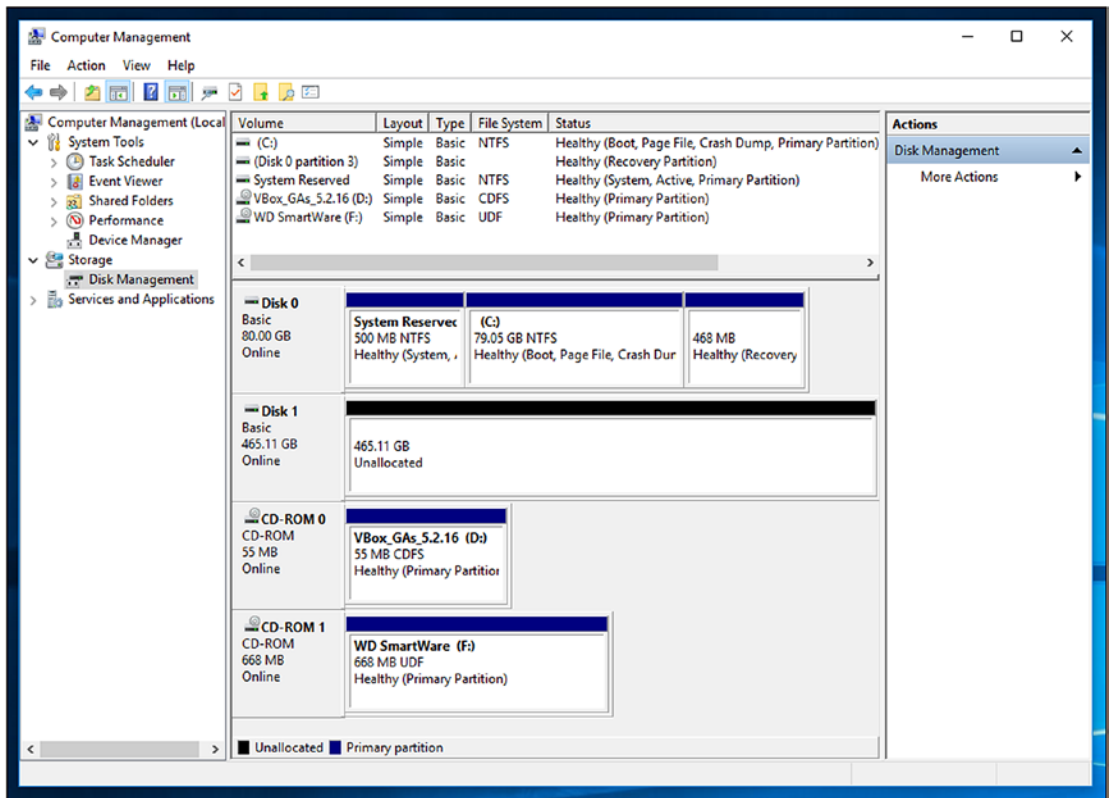 Computer Management
File Action View Help
Computer Management (Local
System Tools
Task Scheduler
Event Viewer
Shared Folders
Performance
Device Manager
Storage
Disk Management
Services and Applications
Volume Layout Type File System Status
(C:) Simple Basic NTFS Healthy (Boot, Page File, Crash Dump, Primary Partition)
(Disk 0 partition 3) Simple Basic Healthy (Recovery Partition)
System Reserved Simple Basic NTFS Healthy (System, Active, Primary Partition)
VBox_GAs_5.2.16 (D:) Simple Basic CDFS Healthy (Primary Partition)
WD SmartWare (F:) Simple Basic UDF Healthy (Primary Partition)
Disk 0
Basic
80.00 GB
Online
System Reserved
500 MB NTFS
Healthy (System, A
(C:)
79.05 GB NTFS
Healthy (Boot, Page File, Crash Dur
468 MB
Healthy (Recovery
Disk 1
Basic
465.11 GB
Online
465.11 GB
Unallocated
CD-ROM 0
CD-ROM
55 MB
Online
VBox_GAs_5.2.16 (D:)
55 MB CDFS
Healthy (Primary Partition
CD-ROM 1
CD-ROM
668 MB
Online
WD SmartWare (F:)
668 MB UDF
Healthy (Primary Partition)
Unallocated Primary partition
Actions
Disk Management
More Actions